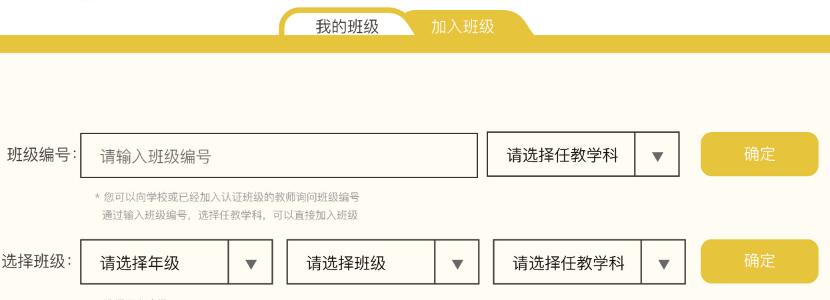 我的班级 加入班级
班级编号: 请输入班级编号 请选择任教学科 ▼ 确定
* 您可以向学校或已经加入认证班级的教师询问班级编号
通过输入班级编号，选择任教学科，可以直接加入班级
选择班级: 请选择年级 ▼ 请选择班级 ▼ 请选择任教学科 ▼ 确定